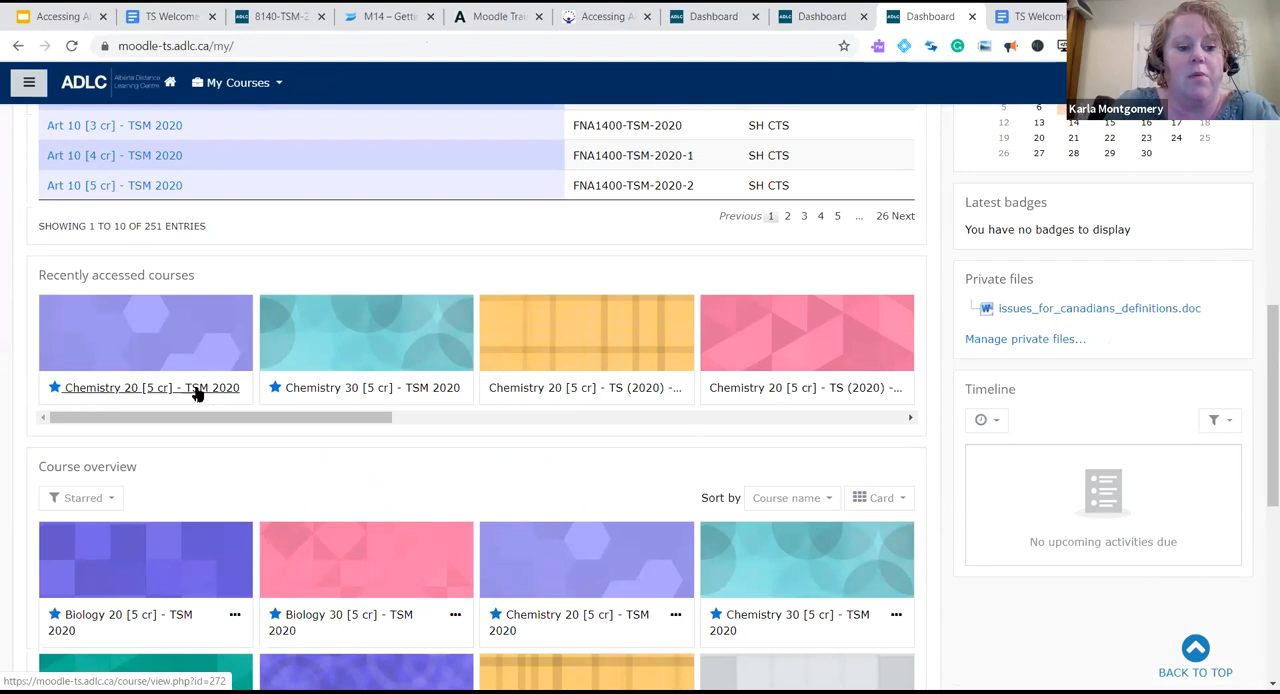 Accessing A
TS Welcome
8140-TSM-2
M14 – Getti
Moodle Trai
Accessing A
Dashboard
Dashboard
Dashboard
TS Welcom
moodle-ts.adlc.ca/my/
ADLC Alberta Distance Learning Centre My Courses
Karla Montgomery
Art 10 [3 cr] - TSM 2020 FNA1400-TSM-2020 SH CTS
Art 10 [4 cr] - TSM 2020 FNA1400-TSM-2020-1 SH CTS
Art 10 [5 cr] - TSM 2020 FNA1400-TSM-2020-2 SH CTS
SHOWING 1 TO 10 OF 251 ENTRIES
Previous 1 2 3 4 5 ... 26 Next
Recently accessed courses
Chemistry 20 [5 cr] - TSM 2020
Chemistry 30 [5 cr] - TSM 2020
Chemistry 20 [5 cr] - TS (2020) -...
Chemistry 20 [5 cr] - TS (2020) -...
Course overview
Starred
Sort by Course name Card
Biology 20 [5 cr] - TSM 2020
Biology 30 [5 cr] - TSM 2020
Chemistry 20 [5 cr] - TSM 2020
Chemistry 30 [5 cr] - TSM 2020
5 6
12 13 14 15 16 17 18
19 20 21 22 23 24 25
26 27 28 29 30
Latest badges
You have no badges to display
Private files
issues_for_canadians_definitions.doc
Manage private files...
Timeline
No upcoming activities due
BACK TO TOP
https://moodle-ts.adlc.ca/course/view.php?id=272